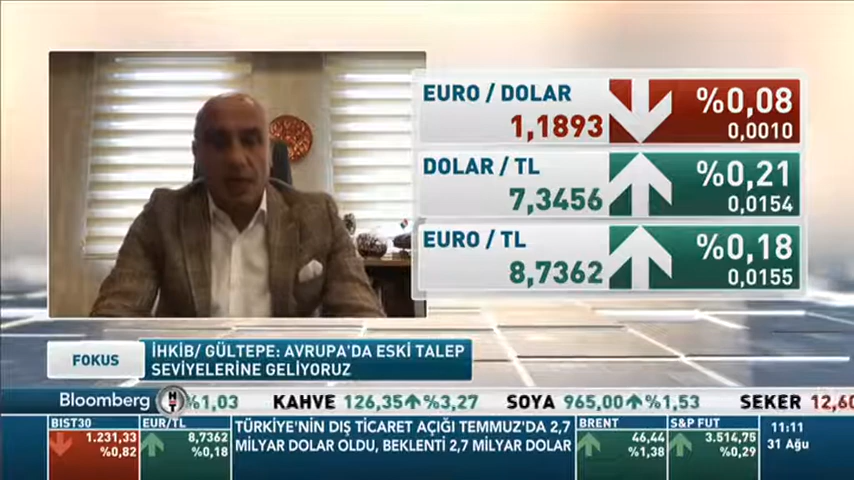 EURO / DOLAR
1,1893
%0,08
0,0010
DOLAR / TL
7,3456
%0,21
0,0154
EURO / TL
8,7362
%0,18
0,0155
FOKUS
İHKİB/ GÜLTEPE: AVRUPA'DA ESKİ TALEP
SEVİYELERİNE GELİYORUZ
Bloomberg HT %1,03 KAHVE 126,35 %3,27 SOYA 965,00 %1,53 ŞEKER 12,60
BIST30
1.231,33
%0,82
EUR/TL
8,7362
%0,18
TÜRKİYE'NİN DIŞ TİCARET AÇIĞI TEMMUZ'DA 2,7
MİLYAR DOLAR OLDU, BEKLENTİ 2,7 MİLYAR DOLAR
BRENT
46,44
%1,38
S&P FUT
3.514,75
%0,29
11:11
31 Ağu